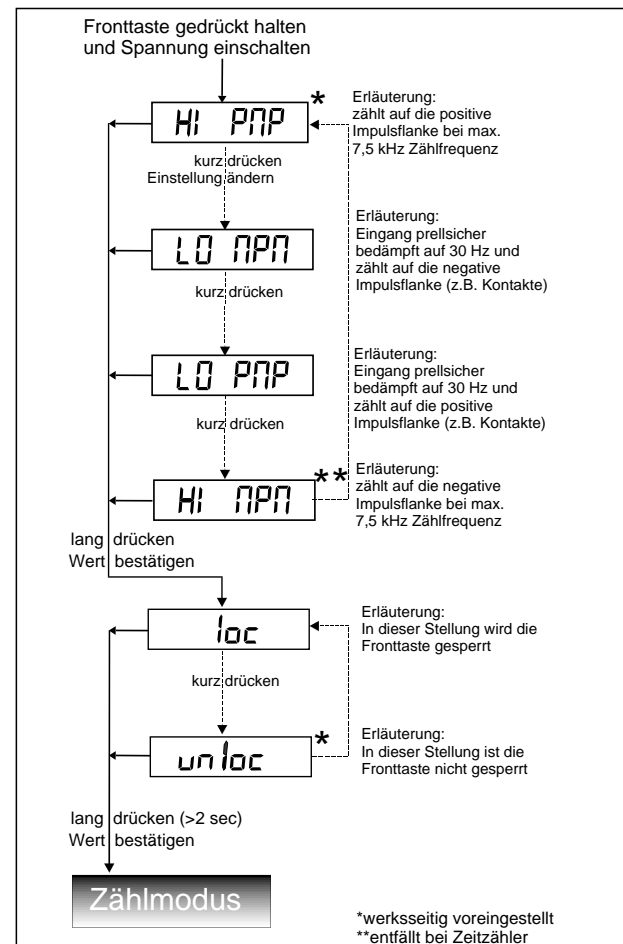 Fronttaste gedrückt halten
und Spannung einschalten
HI PNP
*
Erläuterung:
zählt auf die positive
Impulsflanke bei max.
7,5 kHz Zählfrequenz
kurz drücken
Einstellung ändern
LO NPN
Erläuterung:
Eingang prellsicher
bedämpft auf 30 Hz und
zählt auf die negative
Impulsflanke (z.B. Kontakte)
kurz drücken
LO PNP
Erläuterung:
Eingang prellsicher
bedämpft auf 30 Hz und
zählt auf die positive
Impulsflanke (z.B. Kontakte)
kurz drücken
HI NPN
**
Erläuterung:
zählt auf die negative
Impulsflanke bei max.
7,5 kHz Zählfrequenz
lang drücken
Wert bestätigen
loc
Erläuterung:
In dieser Stellung wird die
Fronttaste gesperrt
kurz drücken
unloc
*
Erläuterung:
In dieser Stellung ist die
Fronttaste nicht gesperrt
lang drücken (>2 sec)
Wert bestätigen
Zählmodus
*werksseitig voreingestellt
**entfällt bei Zeitzähler